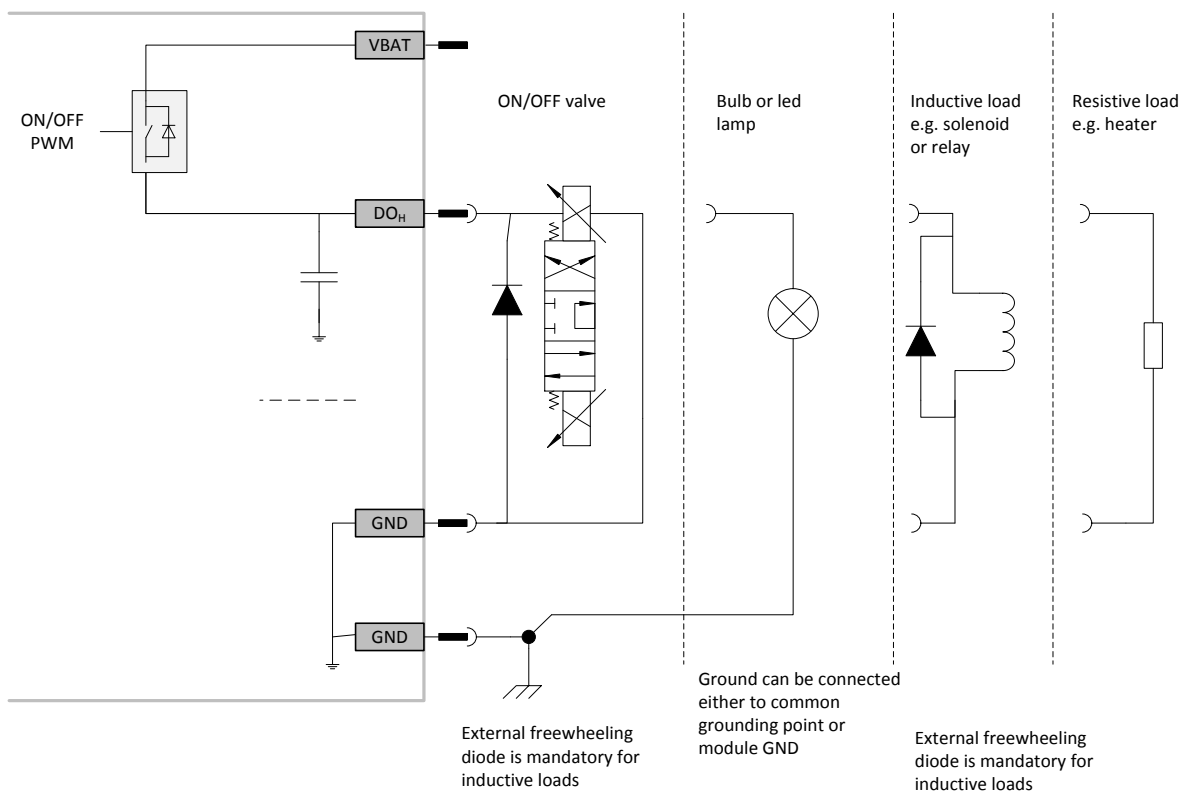 VBAT
ON/OFF
PWM
ON/OFF valve
Bulb or led
lamp
Inductive load
e.g. solenoid
or relay
Resistive load
e.g. heater
DOH
GND
GND
Ground can be connected
either to common
grounding point or
module GND
External freewheeling
diode is mandatory for
inductive loads
External freewheeling
diode is mandatory for
inductive loads